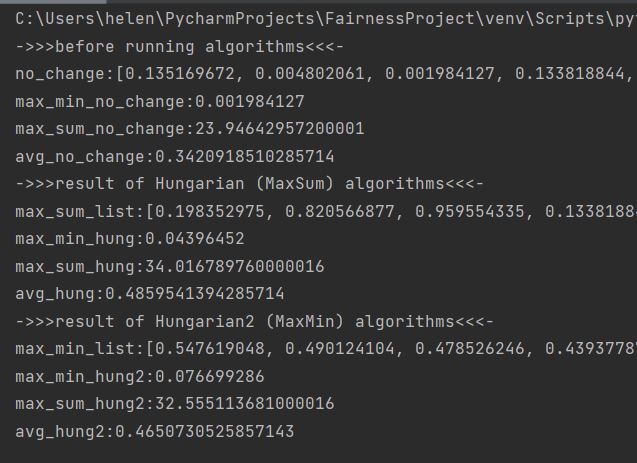 C:\Users\helen\PycharmProjects\FairnessProject\venv\Scripts\py
->>>before running algorithms<<<-
no_change:[0.135169672, 0.004802061, 0.001984127, 0.133818844,
max_min_no_change:0.001984127
max_sum_no_change:23.94642957200001
avg_no_change:0.3420918510285714
->>>result of Hungarian (MaxSum) algorithms<<<-
max_sum_list:[0.198352975, 0.820566877, 0.959554335, 0.13381884
max_min_hung:0.04396452
max_sum_hung:34.016789760000016
avg_hung:0.4859541394285714
->>>result of Hungarian2 (MaxMin) algorithms<<<-
max_min_list:[0.547619048, 0.490124104, 0.478526246, 0.43937787
max_min_hung2:0.076699286
max_sum_hung2:32.555113681000016
avg_hung2:0.4650730525857143